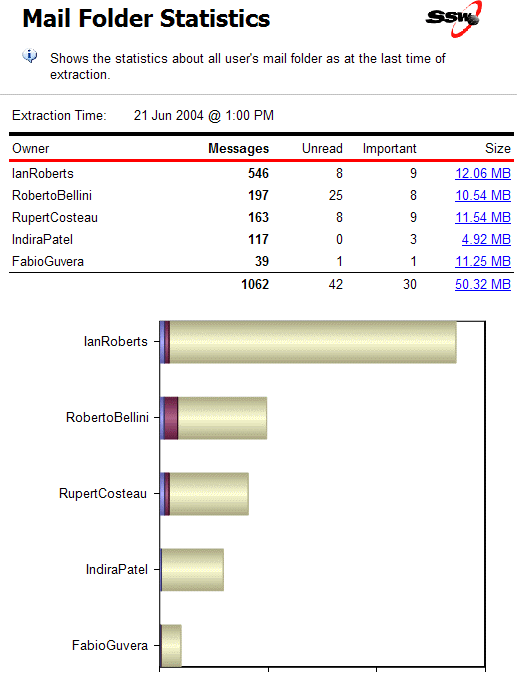 Mail Folder Statistics
SSW
Shows the statistics about all user's mail folder as at the last time of
extraction.
Extraction Time: 21 Jun 2004 @ 1:00 PM
Owner Messages Unread Important Size
IanRoberts 546 8 9 12.06 MB
RobertoBellini 197 25 8 10.54 MB
RupertCosteau 163 8 9 11.54 MB
IndiraPatel 117 0 3 4.92 MB
FabioGuvera 39 1 1 11.25 MB
1062 42 30 50.32 MB
IanRoberts
RobertoBellini
RupertCosteau
IndiraPatel
FabioGuvera